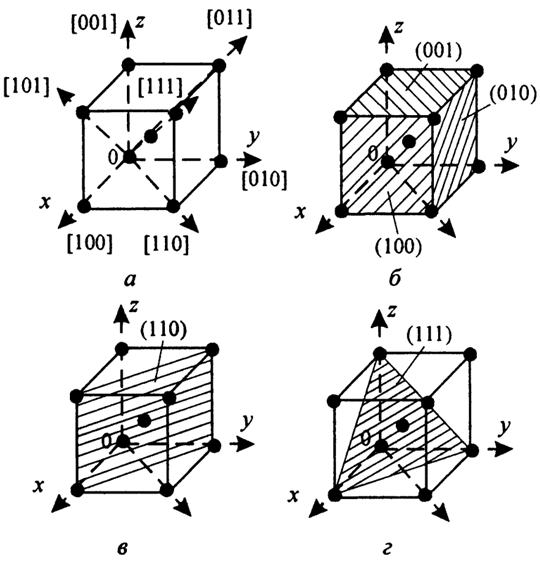 [001] z [011]
[101] [111]
0 y
[010]
x
[100] [110]
а
z (001)
(010)
0 y
x
(100)
б
z (110)
0 y
x
в
z (111)
0 y
x
г